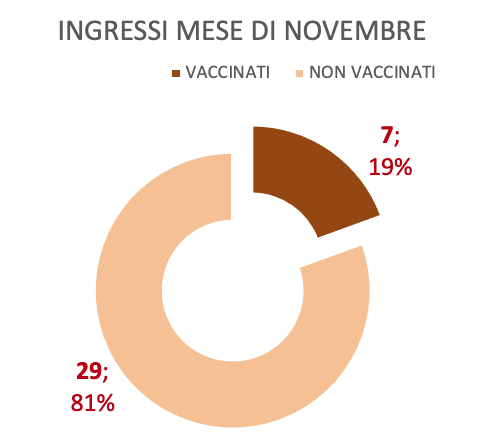 INGRESSI MESE DI NOVEMBRE
VACCINATI NON VACCINATI
7;
19%
29;
81%